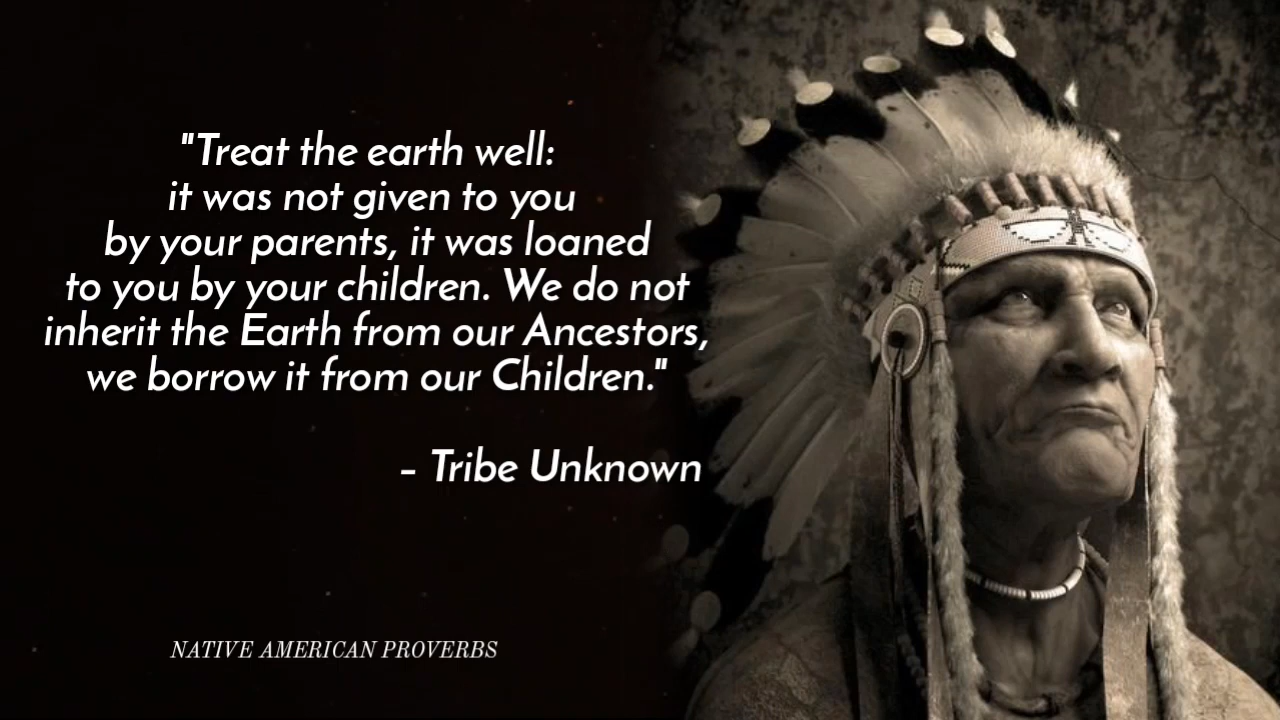 "Treat the earth well:
it was not given to you
by your parents, it was loaned
to you by your children. We do not
inherit the Earth from our Ancestors,
we borrow it from our Children."
– Tribe Unknown
NATIVE AMERICAN PROVERBS